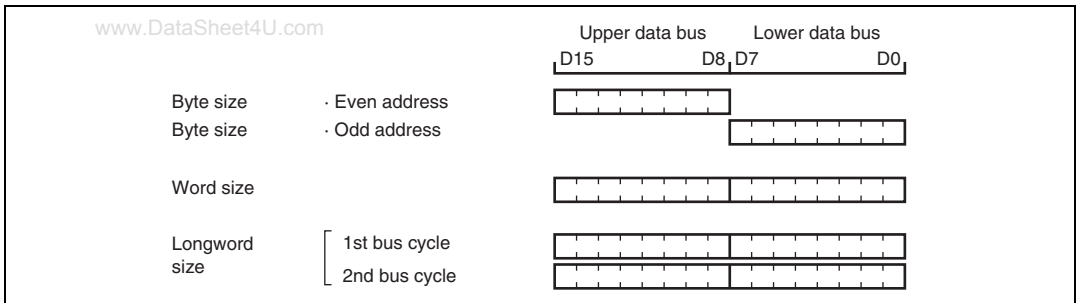 www.DataSheet4U.com
Upper data bus Lower data bus
D15 D8 D7 D0
Byte size · Even address
Byte size · Odd address
Word size
Longword size
1st bus cycle
2nd bus cycle